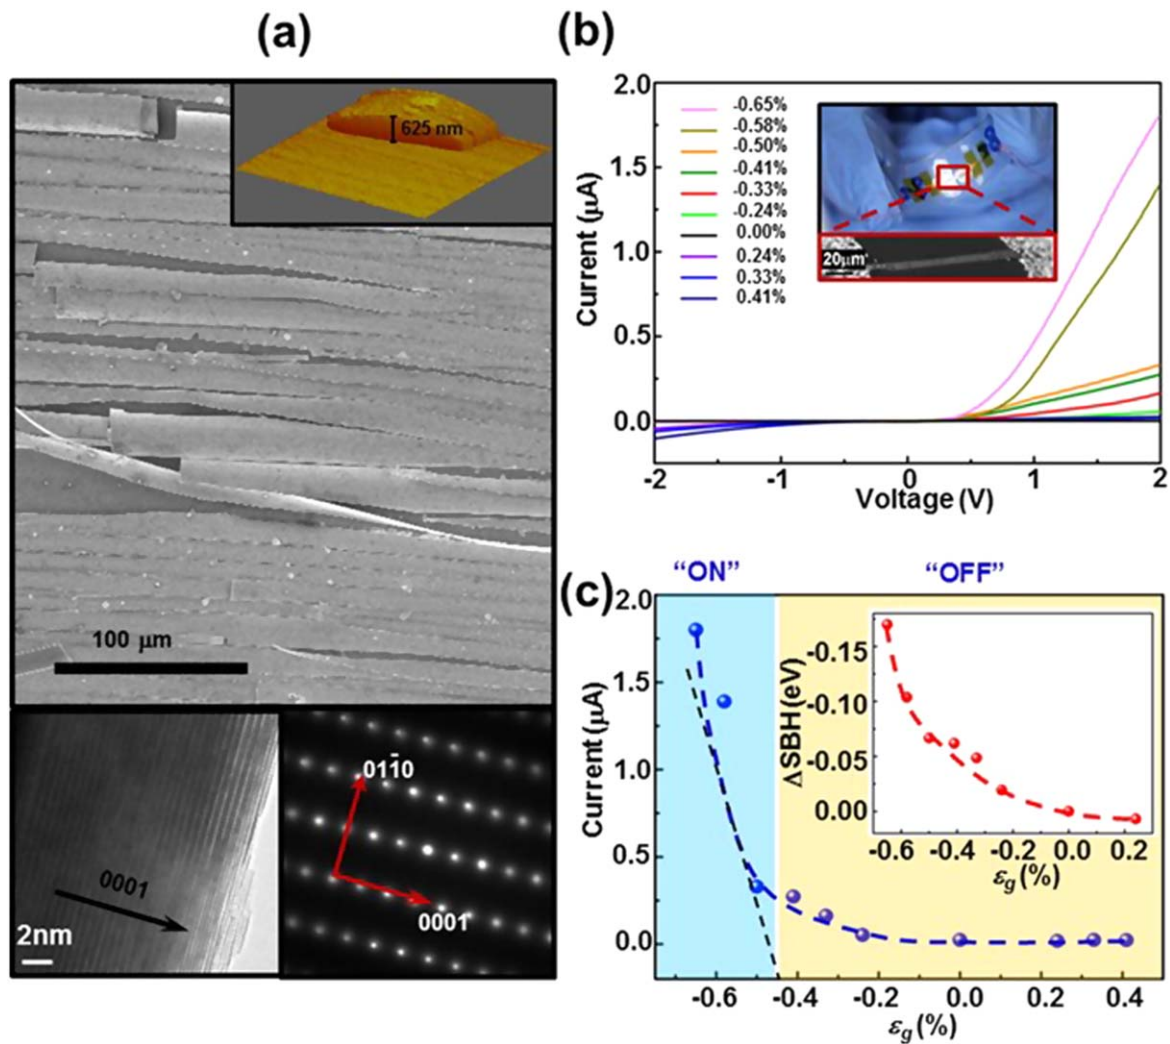 (a)
625 nm
100 μm
0001
2nm
01-10
0001
(b)
Current (μA)
2.0
1.5
1.0
0.5
0.0
-0.65%
-0.58%
-0.50%
-0.41%
-0.33%
-0.24%
0.00%
0.24%
0.33%
0.41%
20μm
-2
-1
0
1
2
Voltage (V)
(c)
“ON”
“OFF”
Current (μA)
2.0
1.5
1.0
0.5
0.0
-0.6
-0.4
-0.2
0.0
0.2
0.4
εg (%)
ΔSBH (eV)
-0.15
-0.10
-0.05
0.00
-0.6
-0.4
-0.2
0.0
0.2
εg (%)